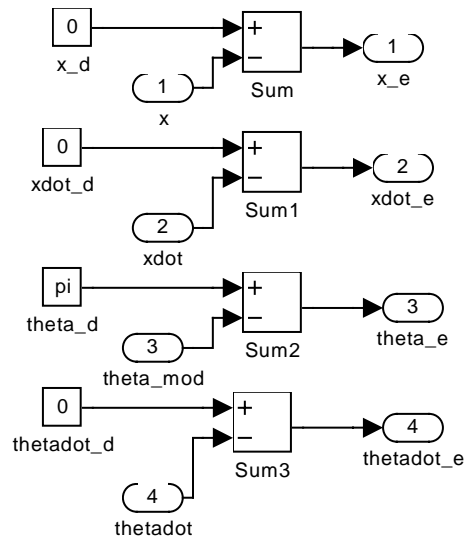 0
+
−
1
x_d
1
Sum
x_e
x
0
+
−
2
xdot_d
2
Sum1
xdot_e
xdot
pi
+
−
3
theta_d
3
Sum2
theta_e
theta_mod
0
+
−
4
thetadot_d
Sum3
thetadot_e
4
thetadot